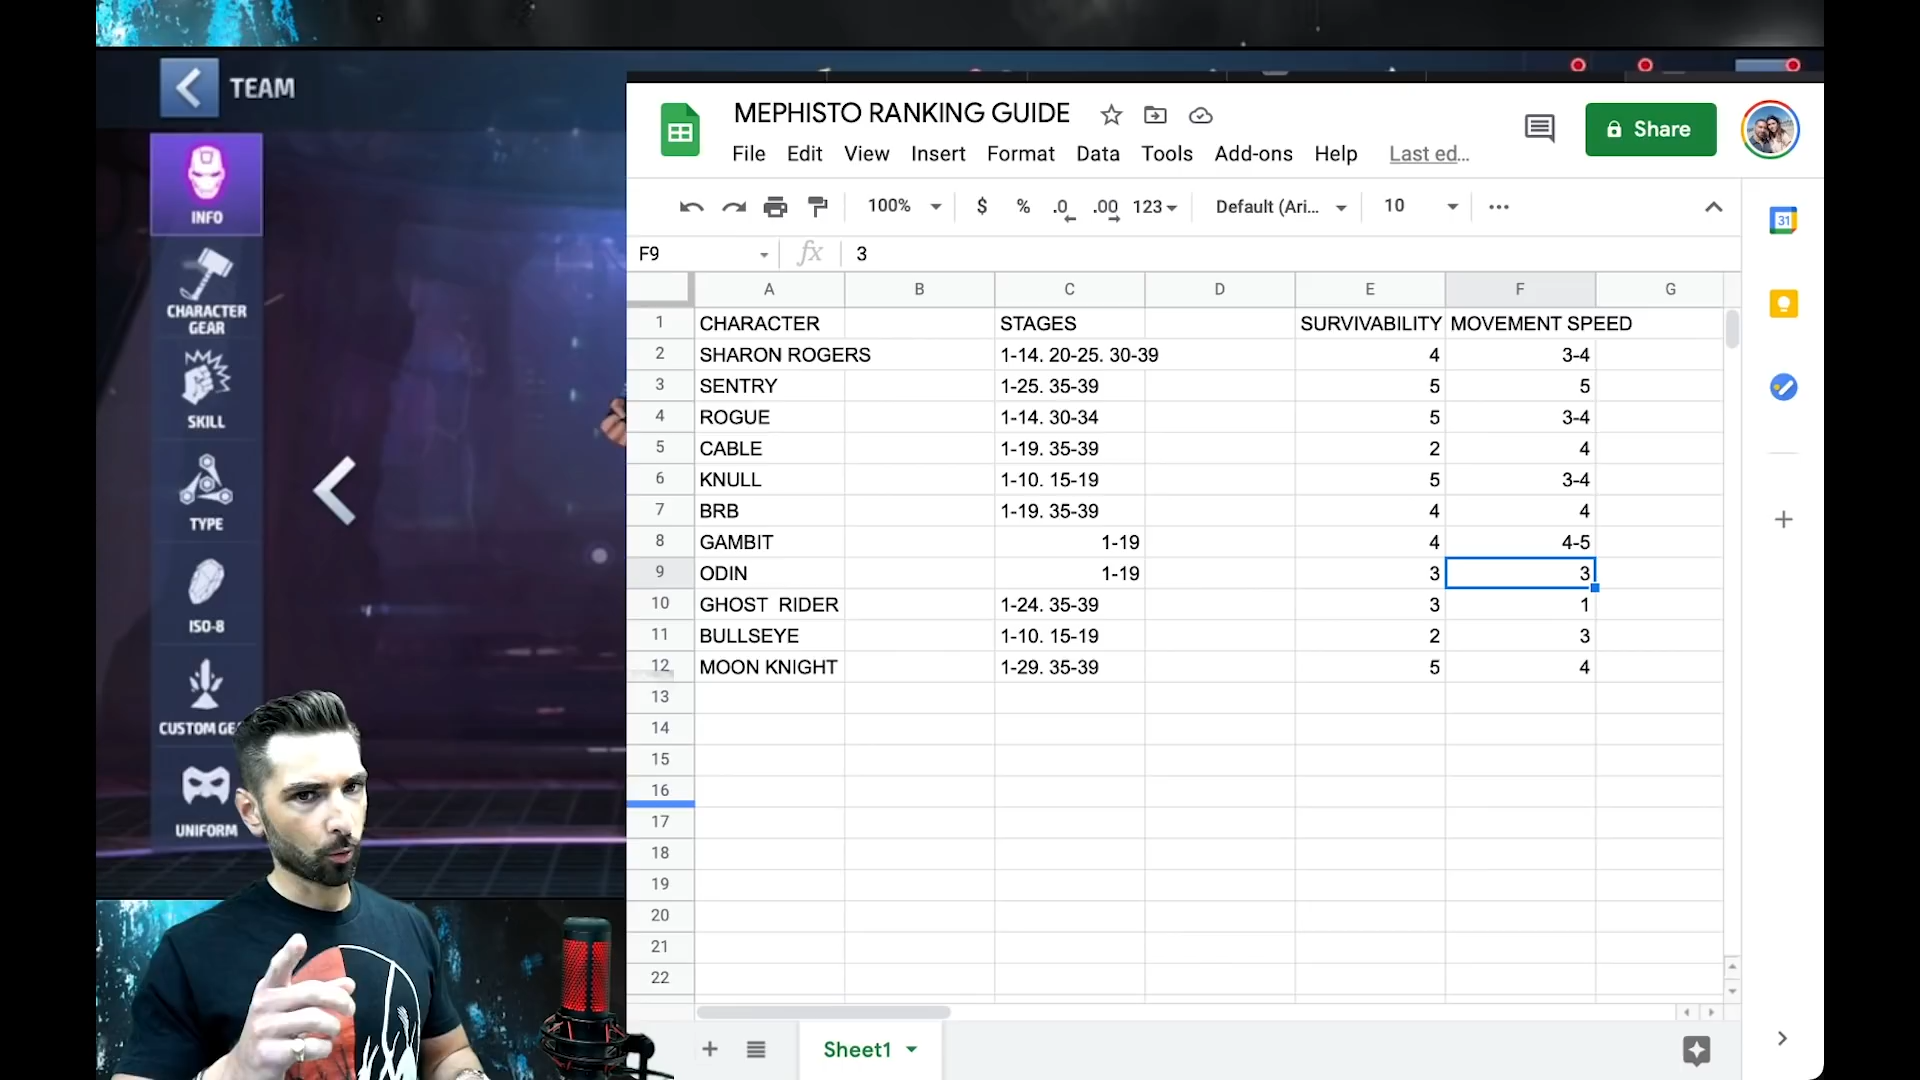 TEAM
INFO
CHARACTER
GEAR
SKILL
TYPE
ISO-8
CUSTOM GE
UNIFORM
MEPHISTO RANKING GUIDE
Share
File Edit View Insert Format Data Tools Add-ons Help Last ed...
100% $ % .0 .00 123 Default (Ari... 10
31
F9 fx 3
A B C D E F G
1 CHARACTER STAGES SURVIVABILITY MOVEMENT SPEED
2 SHARON ROGERS 1-14. 20-25. 30-39 4 3-4
3 SENTRY 1-25. 35-39 5 5
4 ROGUE 1-14. 30-34 5 3-4
5 CABLE 1-19. 35-39 2 4
6 KNULL 1-10. 15-19 5 3-4
7 BRB 1-19. 35-39 4 4
8 GAMBIT 1-19 4 4-5
9 ODIN 1-19 3 3
10 GHOST RIDER 1-24. 35-39 3 1
11 BULLSEYE 1-10. 15-19 2 3
12 MOON KNIGHT 1-29. 35-39 5 4
13
14
15
16
17
18
19
20
21
22
Sheet1